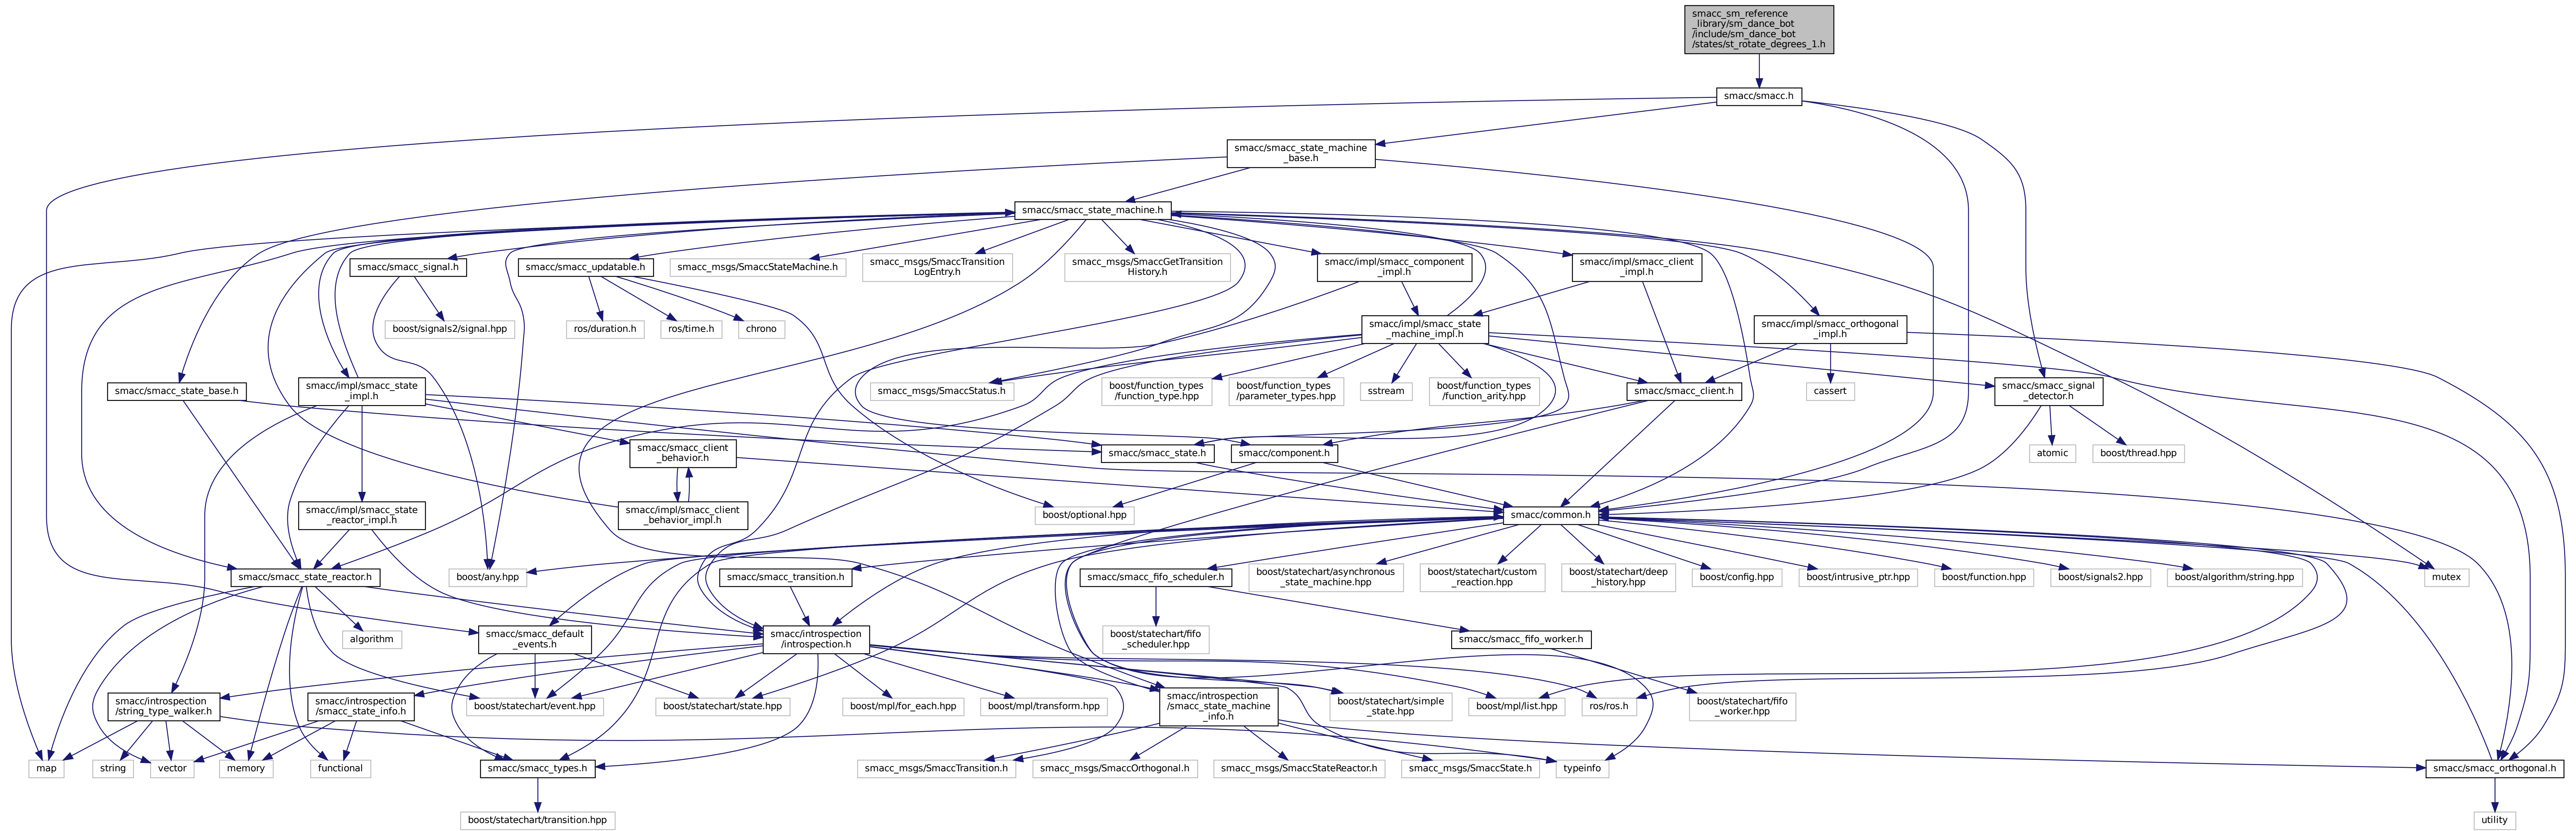 smacc_sm_reference
_library/sm_dance_bot
/include/sm_dance_bot
/states/st_rotate_degrees_1.h
smacc/smacc.h
smacc/smacc_state_machine
_base.h
smacc/smacc_state_machine.h
smacc/smacc_signal.h
smacc/smacc_updatable.h
smacc_msgs/SmaccStateMachine.h
smacc_msgs/SmaccTransition
LogEntry.h
smacc_msgs/SmaccGetTransition
History.h
smacc/impl/smacc_component
_impl.h
smacc/impl/smacc_client
_impl.h
boost/signals2/signal.hpp
ros/duration.h
ros/time.h
chrono
smacc/impl/smacc_state
_machine_impl.h
smacc/impl/smacc_orthogonal
_impl.h
smacc/smacc_state_base.h
smacc/impl/smacc_state
_impl.h
smacc_msgs/SmaccStatus.h
boost/function_types
/function_type.hpp
boost/function_types
/parameter_types.hpp
sstream
boost/function_types
/function_arity.hpp
smacc/smacc_client.h
cassert
smacc/smacc_signal
_detector.h
smacc/smacc_client
_behavior.h
smacc/smacc_state.h
smacc/component.h
atomic
boost/thread.hpp
smacc/impl/smacc_state
_reactor_impl.h
smacc/impl/smacc_client
_behavior_impl.h
boost/optional.hpp
smacc/common.h
smacc/smacc_state_reactor.h
boost/any.hpp
smacc/smacc_transition.h
smacc/smacc_fifo_scheduler.h
boost/statechart/asynchronous
_state_machine.hpp
boost/statechart/custom
_reaction.hpp
boost/statechart/deep
_history.hpp
boost/config.hpp
boost/intrusive_ptr.hpp
boost/function.hpp
boost/signals2.hpp
boost/algorithm/string.hpp
mutex
algorithm
smacc/smacc_default
_events.h
smacc/introspection
/introspection.h
boost/statechart/fifo
_scheduler.hpp
smacc/smacc_fifo_worker.h
smacc/introspection
/string_type_walker.h
smacc/introspection
/smacc_state_info.h
boost/statechart/event.hpp
boost/statechart/state.hpp
boost/mpl/for_each.hpp
boost/mpl/transform.hpp
smacc/introspection
/smacc_state_machine
_info.h
boost/statechart/simple
_state.hpp
boost/mpl/list.hpp
ros/ros.h
boost/statechart/fifo
_worker.hpp
map
string
vector
memory
functional
smacc/smacc_types.h
smacc_msgs/SmaccTransition.h
smacc_msgs/SmaccOrthogonal.h
smacc_msgs/SmaccStateReactor.h
smacc_msgs/SmaccState.h
typeinfo
smacc/smacc_orthogonal.h
boost/statechart/transition.hpp
utility